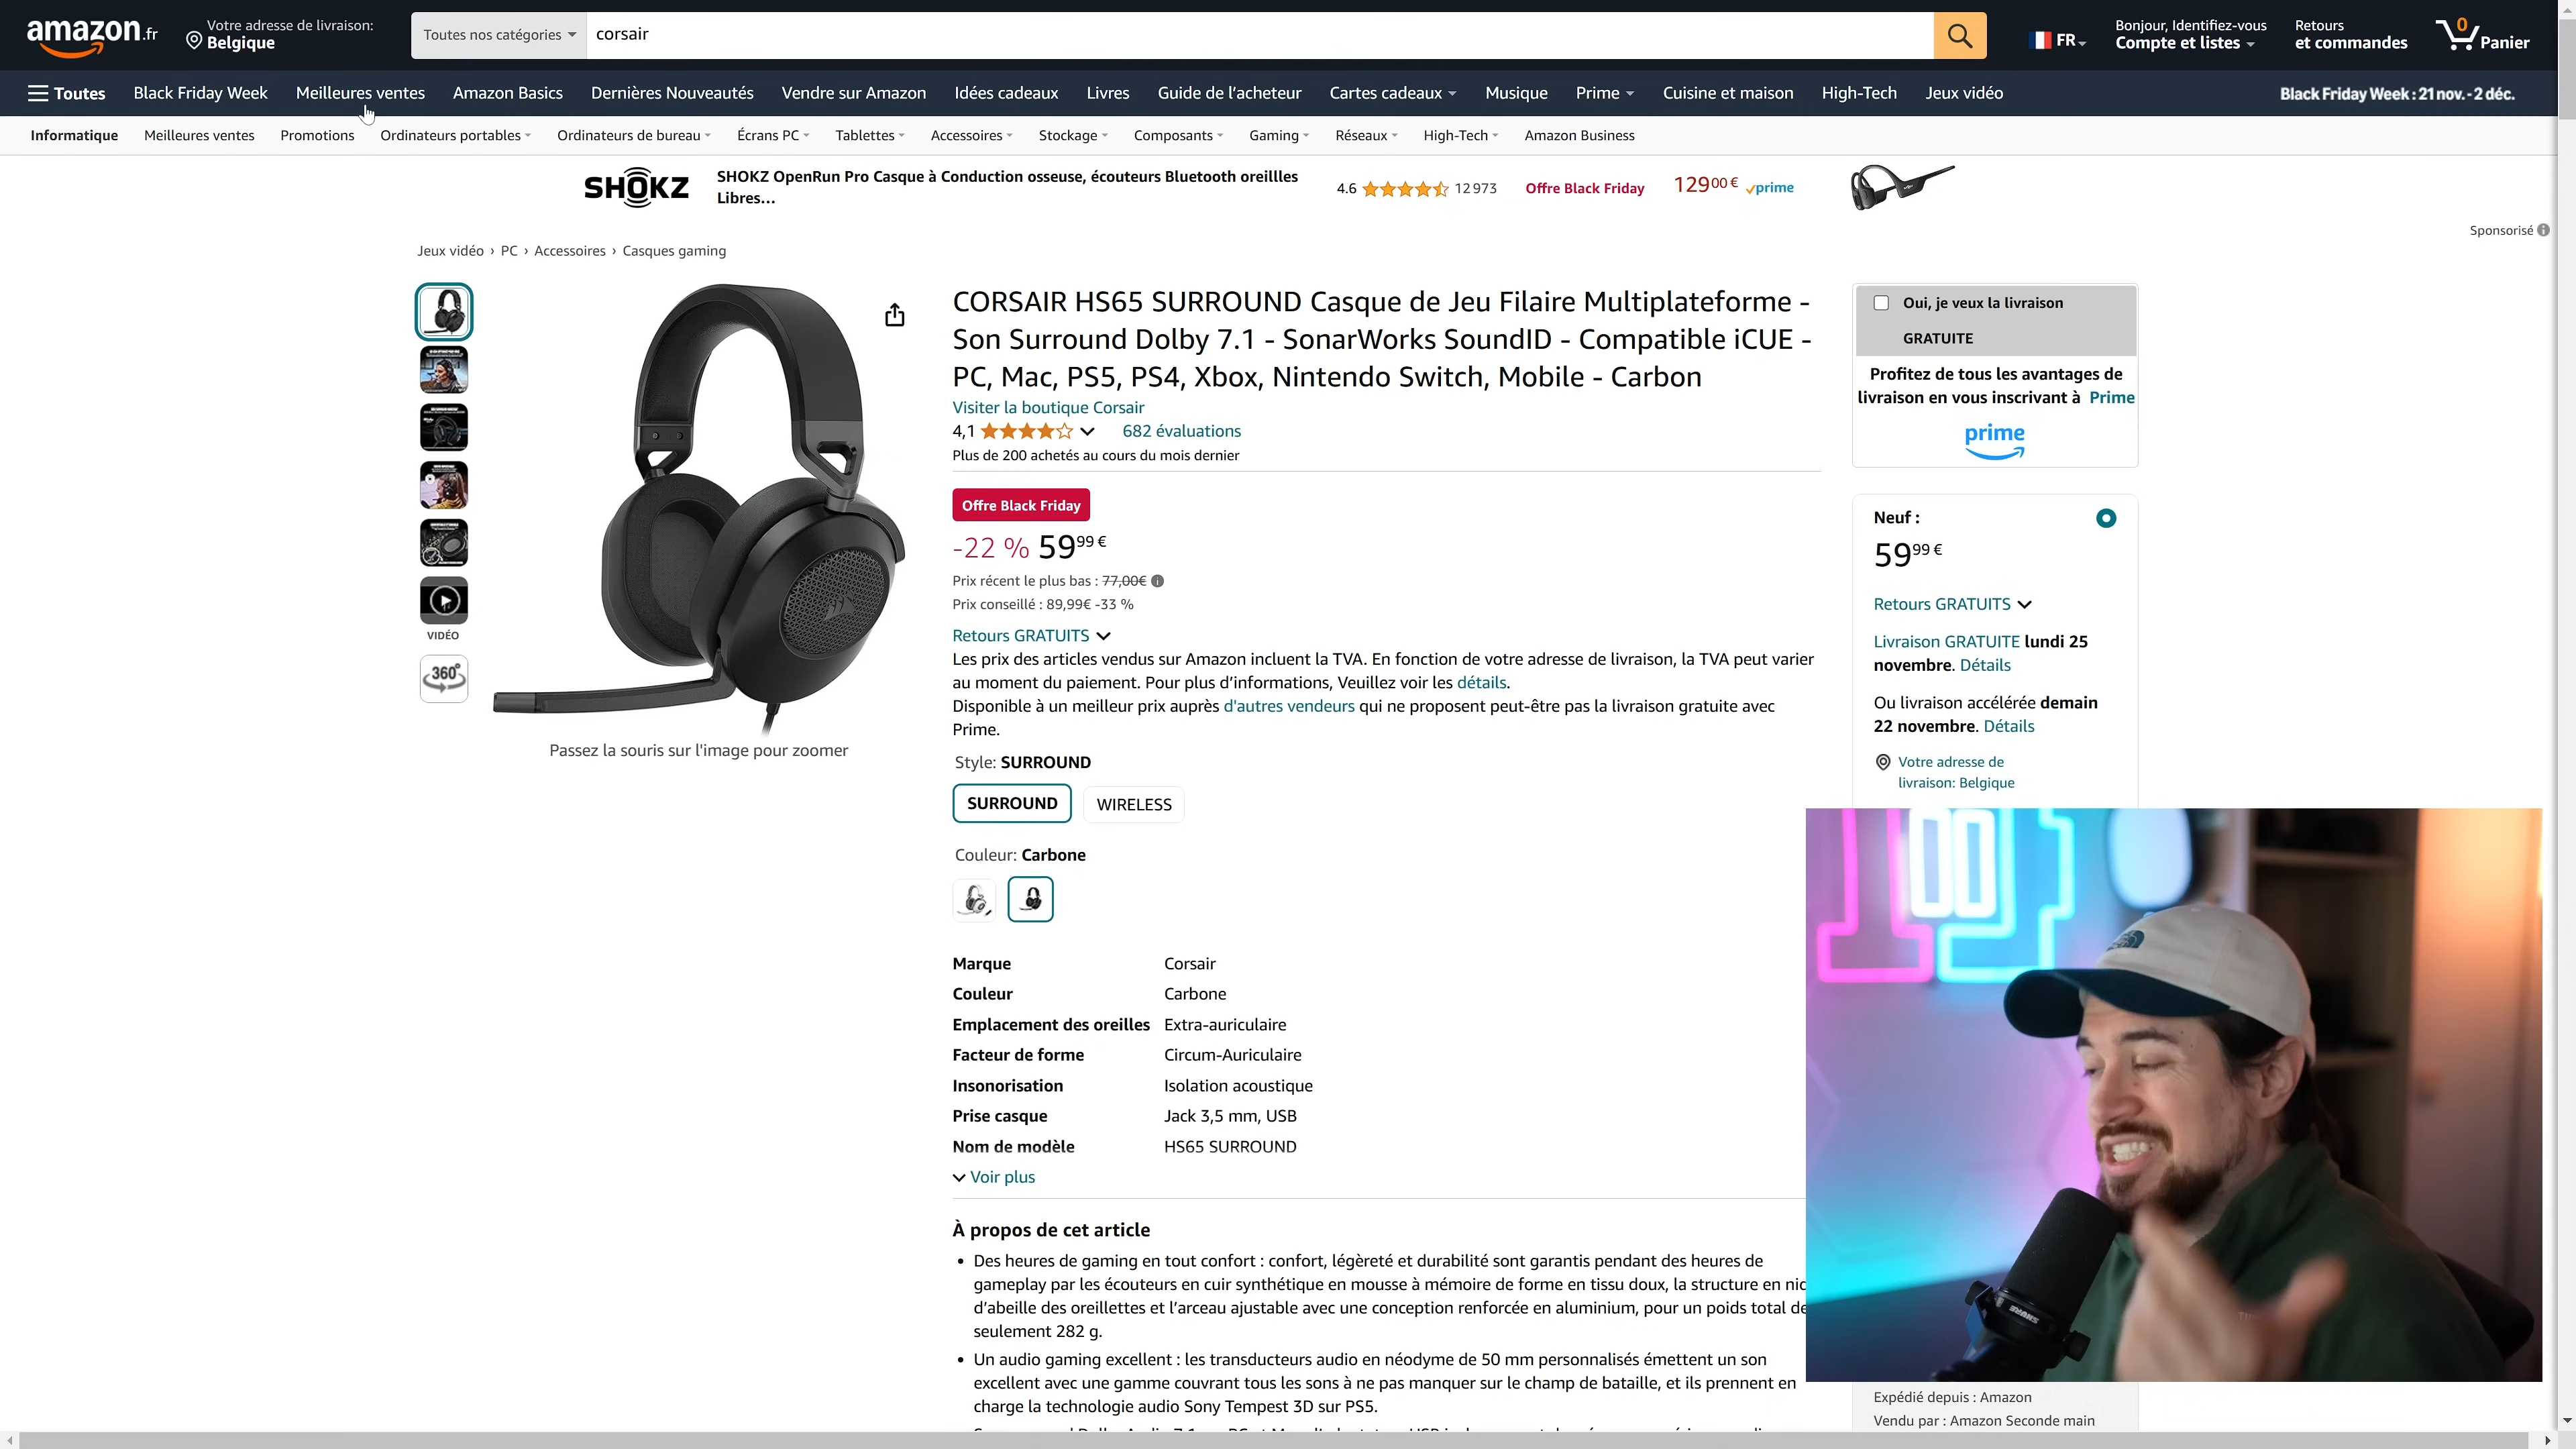 amazon.fr
Votre adresse de livraison:
Belgique
Toutes nos catégories
corsair
FR
Bonjour, Identifiez-vous
Compte et listes
Retours
et commandes
0
Panier
Toutes
Black Friday Week
Meilleures ventes
Amazon Basics
Dernières Nouveautés
Vendre sur Amazon
Idées cadeaux
Livres
Guide de l’acheteur
Cartes cadeaux
Musique
Prime
Cuisine et maison
High-Tech
Jeux vidéo
Black Friday Week : 21 nov. - 2 déc.
Informatique
Meilleures ventes
Promotions
Ordinateurs portables
Ordinateurs de bureau
Écrans PC
Tablettes
Accessoires
Stockage
Composants
Gaming
Réseaux
High-Tech
Amazon Business
SHOKZ
SHOKZ OpenRun Pro Casque à Conduction osseuse, écouteurs Bluetooth oreillles
Libres…
4.6
12 973
Offre Black Friday
129 00 €
prime
Sponsorisé
Jeux vidéo › PC › Accessoires › Casques gaming
VIDÉO
360°
Passez la souris sur l'image pour zoomer
CORSAIR HS65 SURROUND Casque de Jeu Filaire Multiplateforme -
Son Surround Dolby 7.1 - SonarWorks SoundID - Compatible iCUE -
PC, Mac, PS5, PS4, Xbox, Nintendo Switch, Mobile - Carbon
Visiter la boutique Corsair
4,1
682 évaluations
Plus de 200 achetés au cours du mois dernier
Offre Black Friday
-22 % 59 99 €
Prix récent le plus bas : 77,00€
Prix conseillé : 89,99€ -33 %
Retours GRATUITS
Les prix des articles vendus sur Amazon incluent la TVA. En fonction de votre adresse de livraison, la TVA peut varier
au moment du paiement. Pour plus d’informations, Veuillez voir les détails.
Disponible à un meilleur prix auprès d'autres vendeurs qui ne proposent peut-être pas la livraison gratuite avec
Prime.
Style: SURROUND
SURROUND
WIRELESS
Couleur: Carbone
Marque Corsair
Couleur Carbone
Emplacement des oreilles Extra-auriculaire
Facteur de forme Circum-Auriculaire
Insonorisation Isolation acoustique
Prise casque Jack 3,5 mm, USB
Nom de modèle HS65 SURROUND
Voir plus
À propos de cet article
Des heures de gaming en tout confort : confort, légèreté et durabilité sont garantis pendant des heures de
gameplay par les écouteurs en cuir synthétique en mousse à mémoire de forme en tissu doux, la structure en nid
d’abeille des oreillettes et l’arceau ajustable avec une conception renforcée en aluminium, pour un poids total de
seulement 282 g.
Un audio gaming excellent : les transducteurs audio en néodyme de 50 mm personnalisés émettent un son
excellent avec une gamme couvrant tous les sons à ne pas manquer sur le champ de bataille, et ils prennent en
charge la technologie audio Sony Tempest 3D sur PS5.
Oui, je veux la livraison
GRATUITE
Profitez de tous les avantages de
livraison en vous inscrivant à Prime
prime
Neuf :
59 99 €
Retours GRATUITS
Livraison GRATUITE lundi 25
novembre. Détails
Ou livraison accélérée demain
22 novembre. Détails
Votre adresse de
livraison: Belgique
SHURE
Expédié depuis : Amazon
Vendu par : Amazon Seconde main